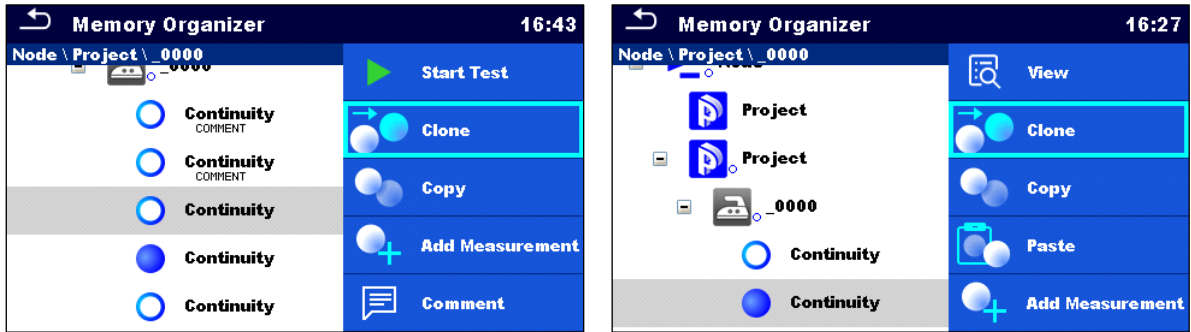 Memory Organizer 16:43
Node \ Project \ _0000
_0000
Continuity
COMMENT
Continuity
COMMENT
Continuity
Continuity
Continuity
Start Test
Clone
Copy
Add Measurement
Comment
Memory Organizer 16:27
Node \ Project \ _0000
Node
Project
Project
_0000
Continuity
Continuity
View
Clone
Copy
Paste
Add Measurement